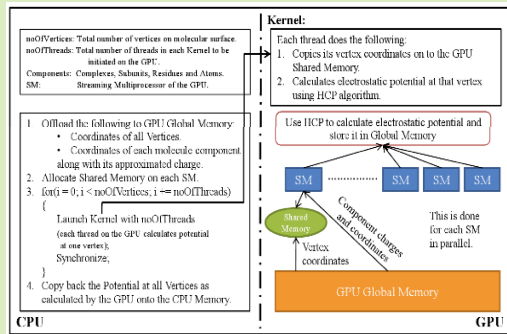 noOfVertices: Total number of vertices on molecular surface.
noOfThreads: Total number of threads in each Kernel to be
initiated on the GPU.
Components: Complexes, Subunits, Residues and Atoms.
SM: Streaming Multiprocessor of the GPU.
1. Offload the following to GPU Global Memory:
• Coordinates of all Vertices.
• Coordinates of each molecule component
along with its approximated charge.
2. Allocate Shared Memory on each SM.
3. for(i = 0; i < noOfVertices; i += noOfThreads)
{
Launch Kernel with noOfThreads
(each thread on the GPU calculates potential
at one vertex);
Synchronize;
}
4. Copy back the Potential at all Vertices as
calculated by the GPU onto the CPU Memory.
CPU
Kernel:
Each thread does the following:
1. Copies its vertex coordinates on to the GPU
Shared Memory.
2. Calculates electrostatic potential at that vertex
using HCP algorithm.
Use HCP to calculate electrostatic potential and
store it in Global Memory
SM SM SM SM
Shared
Memory
Component charges
and coordinates
This is done
for each SM
in parallel.
Vertex
coordinates
GPU Global Memory
GPU